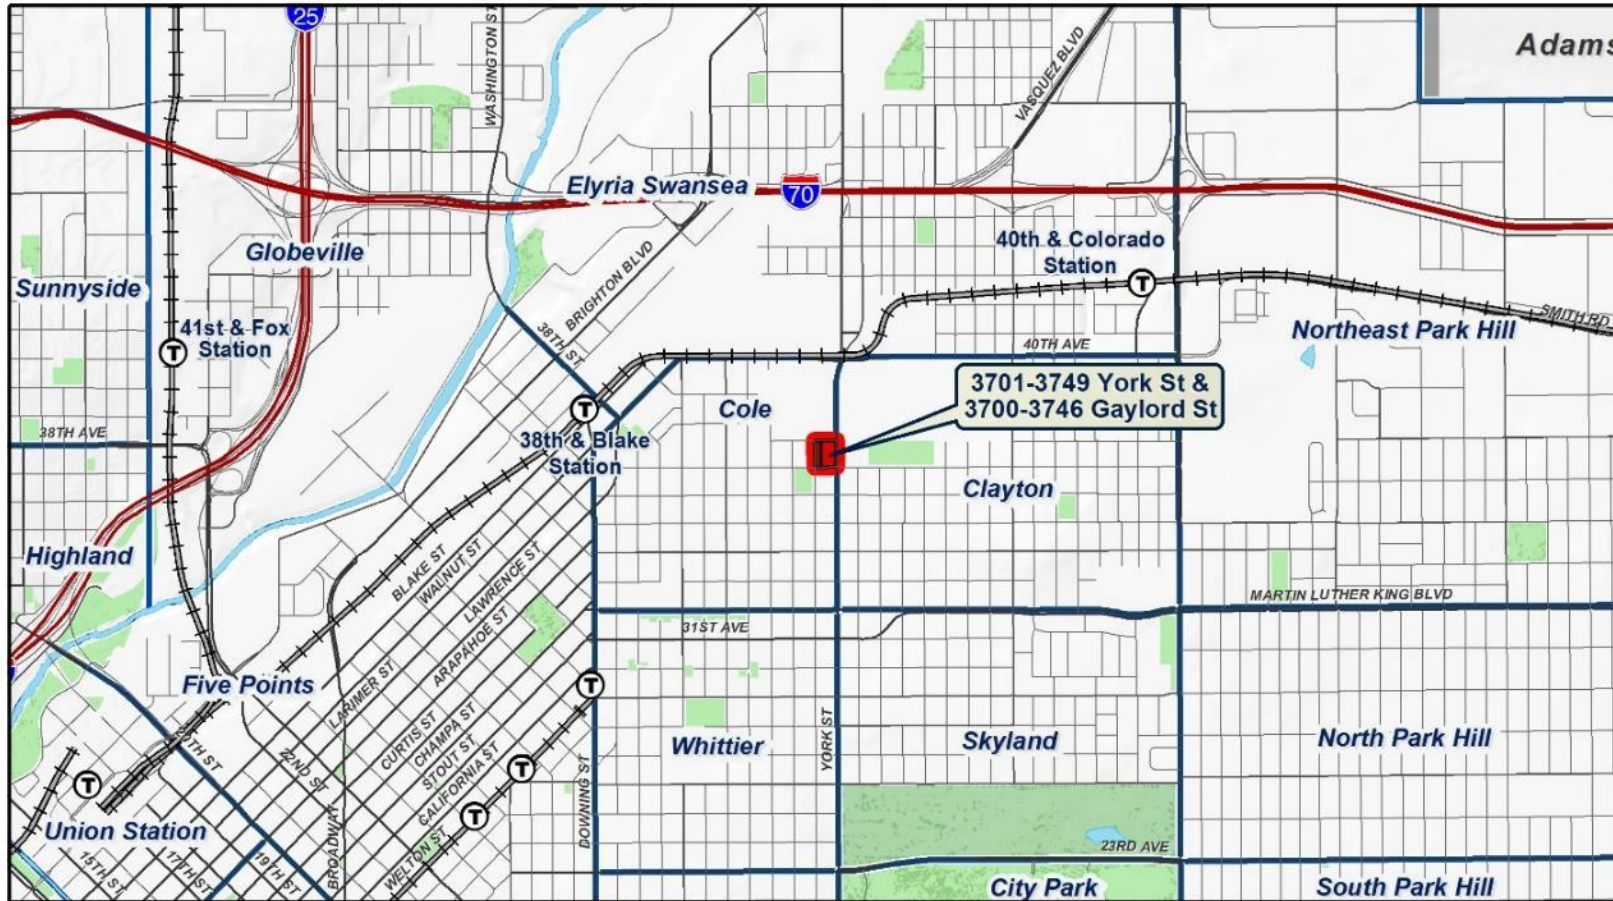 25
WASHINGTON ST
VASQUEZ BLVD
Adams
Elyria Swansea
70
Globeville
40th & Colorado
Station
Sunnyside
BRIGHTON BLVD
41st & Fox
Station
38TH ST
SMITH RD
Northeast Park Hill
40TH AVE
3701-3749 York St &
3700-3746 Gaylord St
Cole
38TH AVE
38th & Blake
Station
Clayton
Highland
BLAKE ST
WALNUT ST
LAWRENCE ST
ARAPAHOE ST
MARTIN LUTHER KING BLVD
31ST AVE
Five Points
LARIMER ST
CURTIS ST
CHAMPA ST
STOUT ST
CALIFORNIA ST
WELTON ST
22ND ST
Whittier
YORK ST
Skyland
North Park Hill
DOWNING ST
T
T
T
T
T
T
T
Union Station
BROADWAY
15TH ST
17TH ST
19TH ST
23RD AVE
City Park
South Park Hill